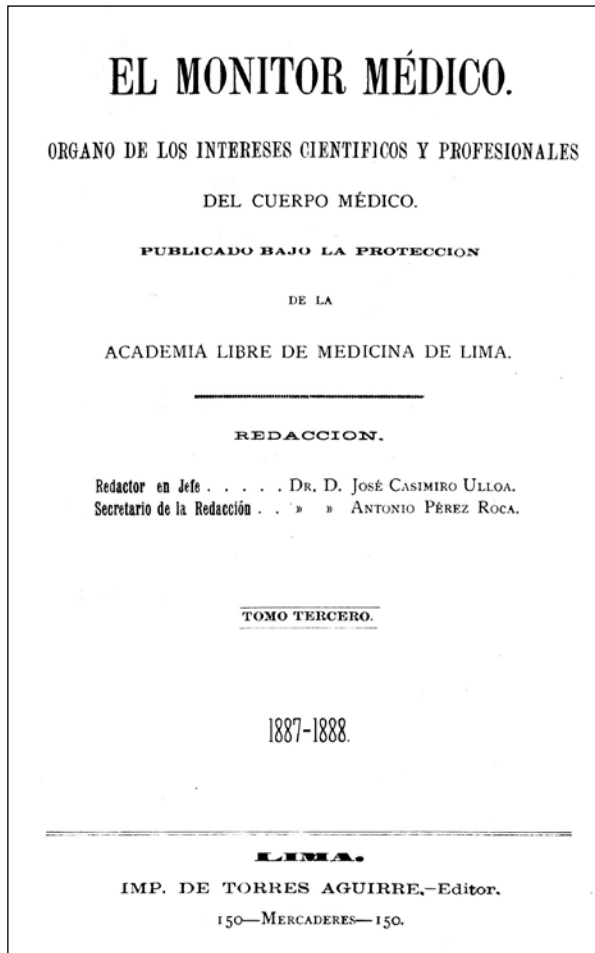 EL MONITOR MÉDICO.
ORGANO DE LOS INTERESES CIENTIFICOS Y PROFESIONALES
DEL CUERPO MÉDICO.
PUBLICADO BAJO LA PROTECCION
DE LA
ACADEMIA LIBRE DE MEDICINA DE LIMA.
REDACCION.
Redactor en Jefe . . . . . DR. D. JOSÉ CASIMIRO ULLOA.
Secretario de la Redacción . . » » ANTONIO PÉREZ ROCA.
TOMO TERCERO.
1887-1888.
LIMA.
IMP. DE TORRES AGUIRRE,-Editor.
150—MERCADERES—150.